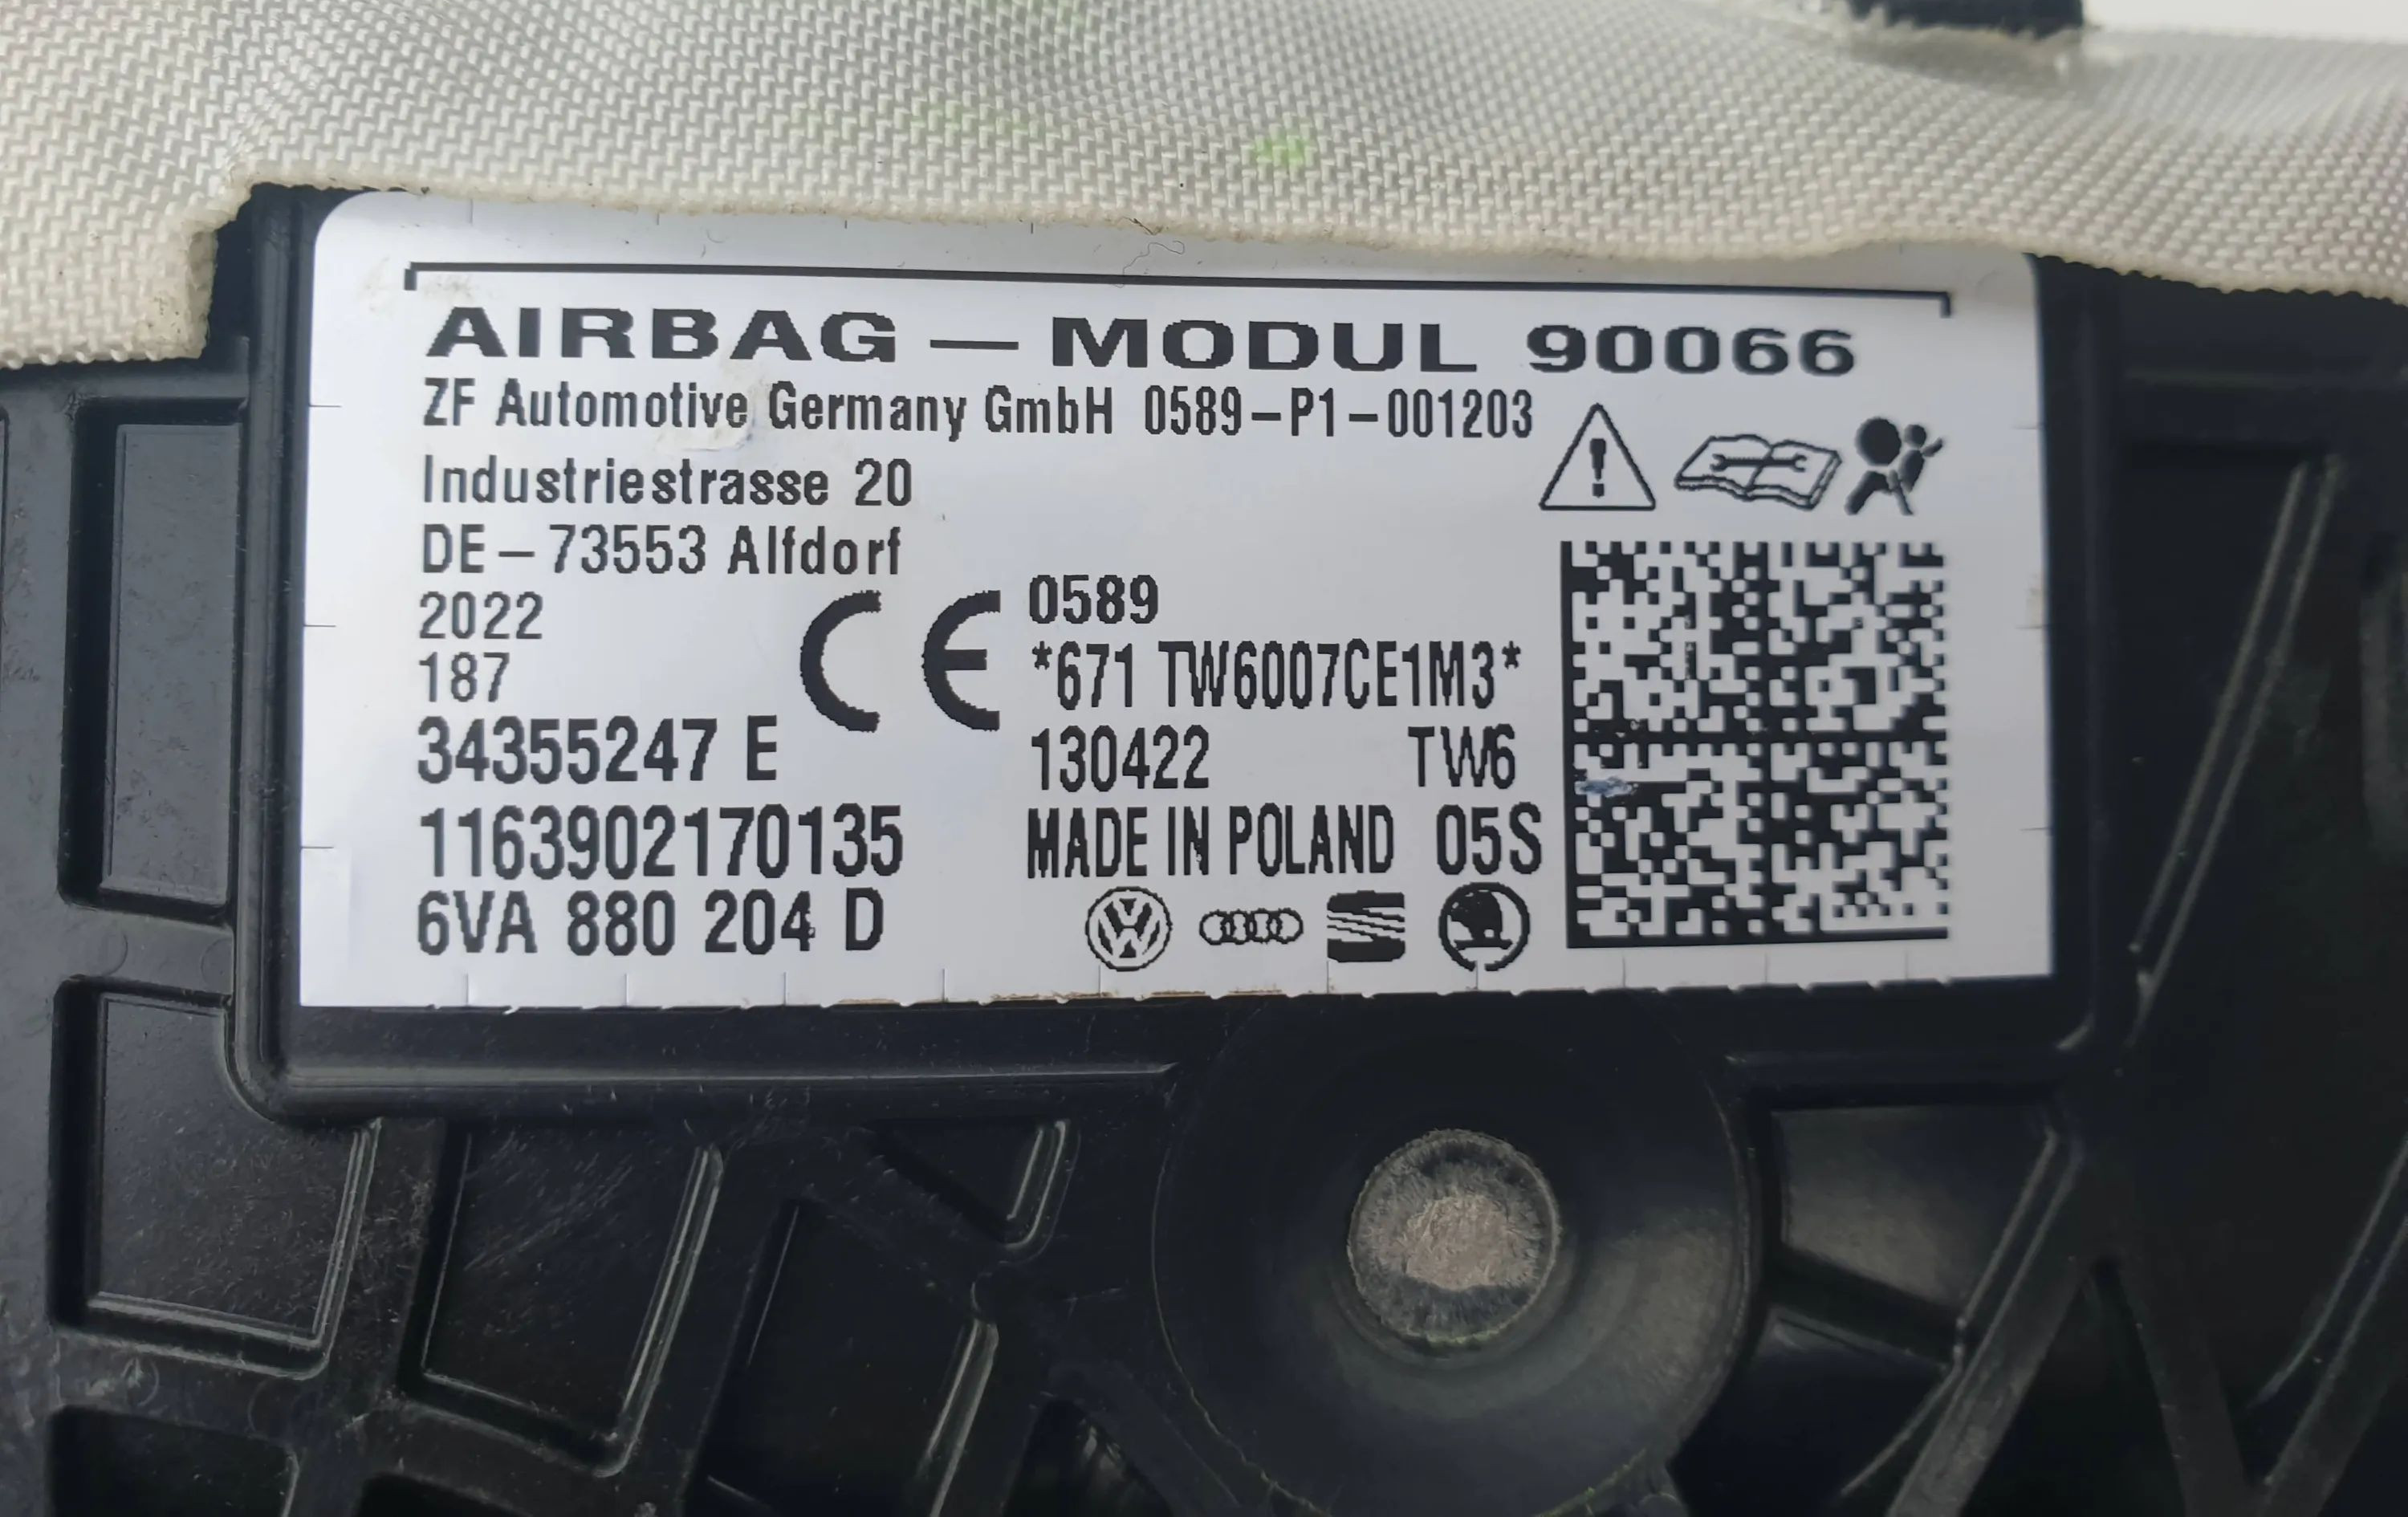 AIRBAG — MODUL 90066
ZF Automotive Germany GmbH 0589-P1-001203
Industriestrasse 20
DE-73553 Alfdorf
2022
187
34355247 E
1163902170135
6VA 880 204 D
CE 0589
*671 TW6007CE1M3*
130422 TW6
MADE IN POLAND 05S